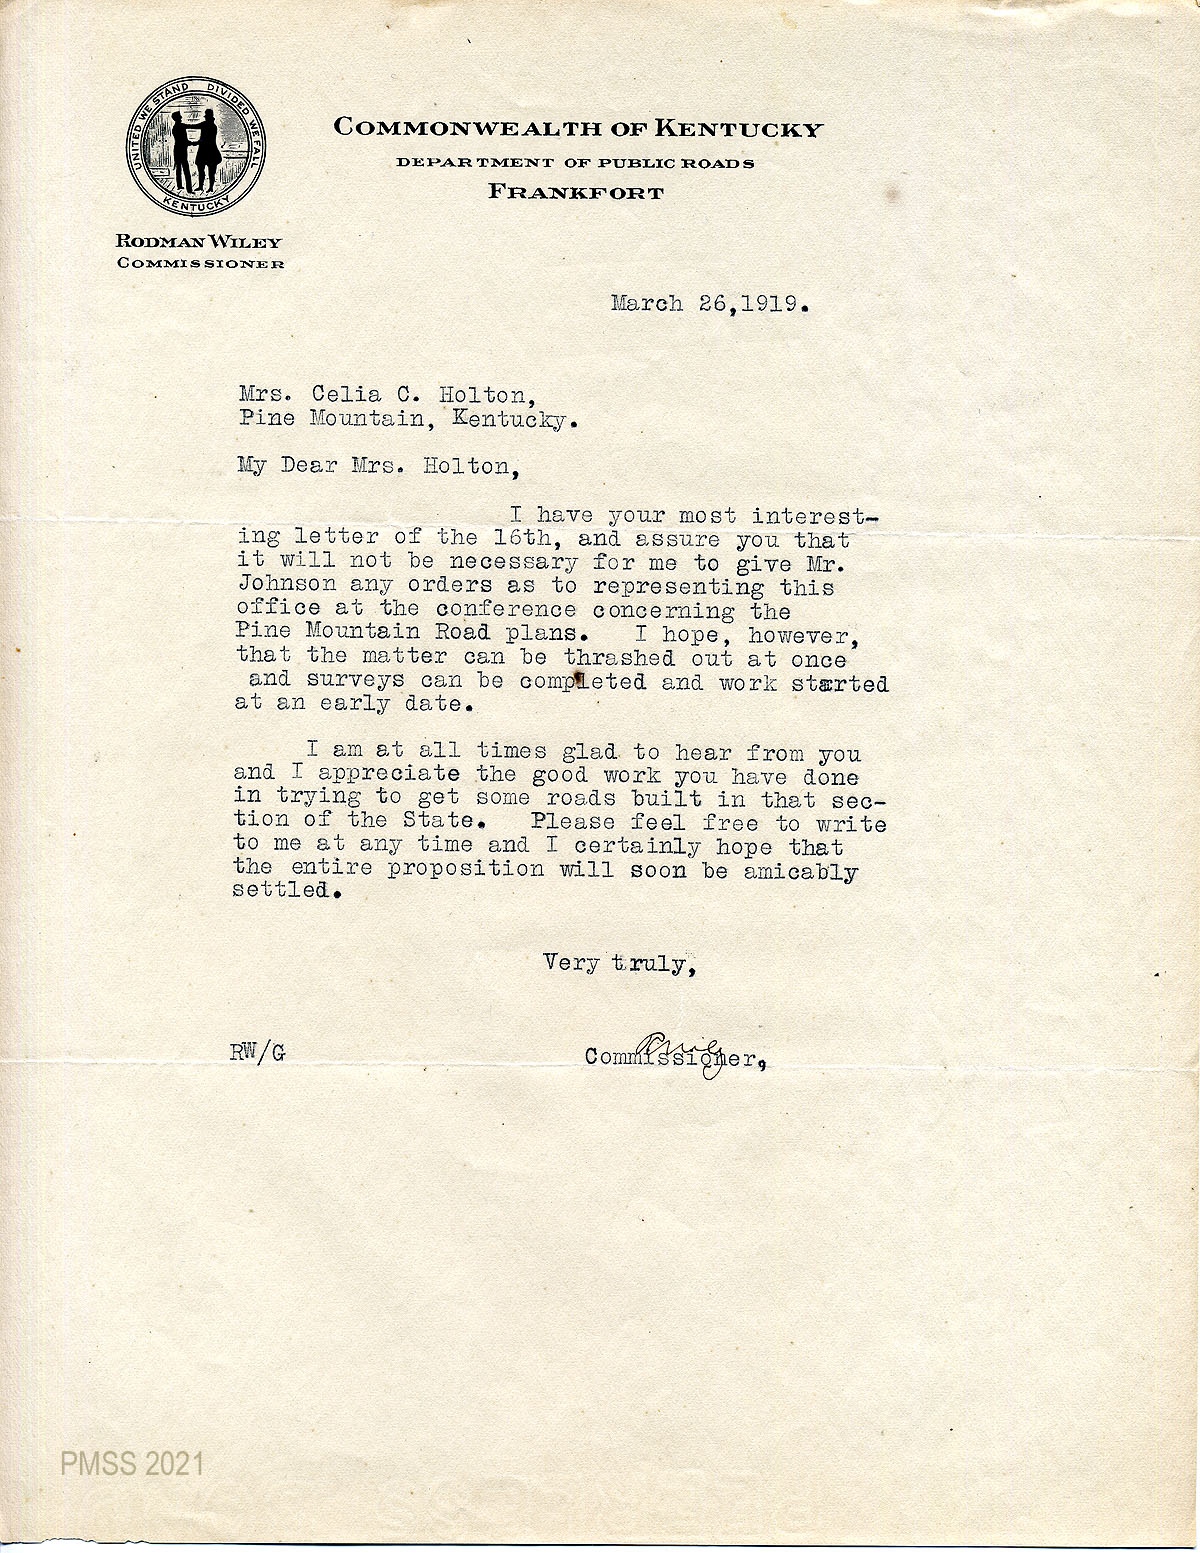 UNITED WE STAND DIVIDED WE FALL
KENTUCKY
COMMONWEALTH OF KENTUCKY
DEPARTMENT OF PUBLIC ROADS
FRANKFORT
RODMAN WILEY
COMMISSIONER
March 26,1919.
Mrs. Celia C. Holton,
Pine Mountain, Kentucky.
My Dear Mrs. Holton,
I have your most interest-
ing letter of the 16th, and assure you that
it will not be necessary for me to give Mr.
Johnson any orders as to representing this
office at the conference concerning the
Pine Mountain Road plans. I hope, however,
that the matter can be thrashed out at once
and surveys can be completed and work started
at an early date.
I am at all times glad to hear from you
and I appreciate the good work you have done
in trying to get some roads built in that sec-
tion of the State. Please feel free to write
to me at any time and I certainly hope that
the entire proposition will soon be amicably
settled.
Very truly,
RW/G
Commissioner,
PMSS 2021